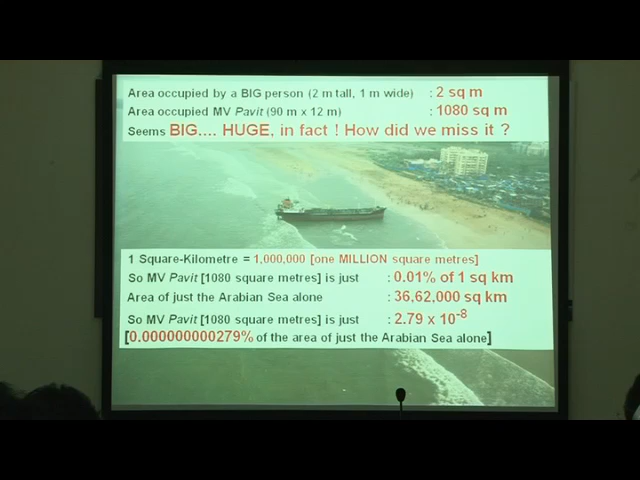 Area occupied by a BIG person (2 m tall, 1 m wide) : 2 sq m
Area occupied MV Pavit (90 m x 12 m) : 1080 sq m
Seems BIG.... HUGE, in fact ! How did we miss it ?
1 Square-Kilometre = 1,000,000 [one MILLION square metres]
So MV Pavit [1080 square metres] is just : 0.01% of 1 sq km
Area of just the Arabian Sea alone : 36,62,000 sq km
So MV Pavit [1080 square metres] is just : 2.79 x 10-8
[0.000000000279% of the area of just the Arabian Sea alone]